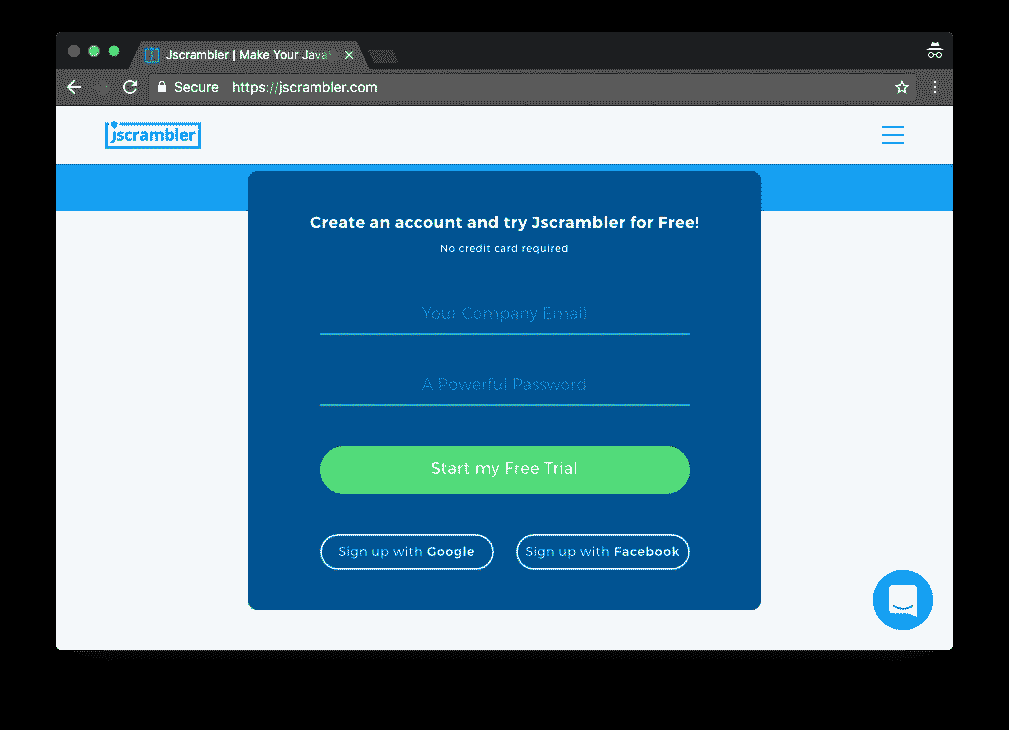 Jscrambler | Make Your Java
Secure https://jscrambler.com
jscrambler
Create an account and try Jscrambler for Free!
No credit card required
Your Company Email
A Powerful Password
Start my Free Trial
Sign up with Google Sign up with Facebook